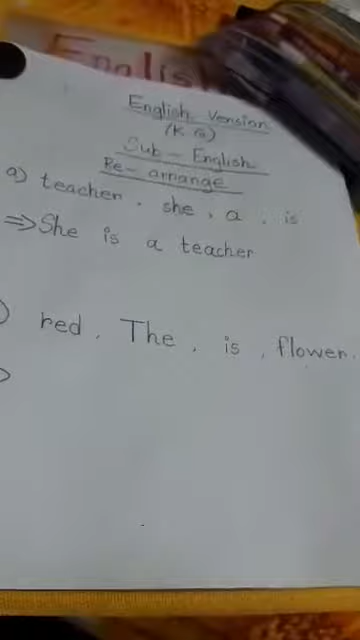 English
English Version
(K.G)
Sub - English
Re- arrange
a) teacher , she , a , is
⇒ She is a teacher
) red , The , is , flower.